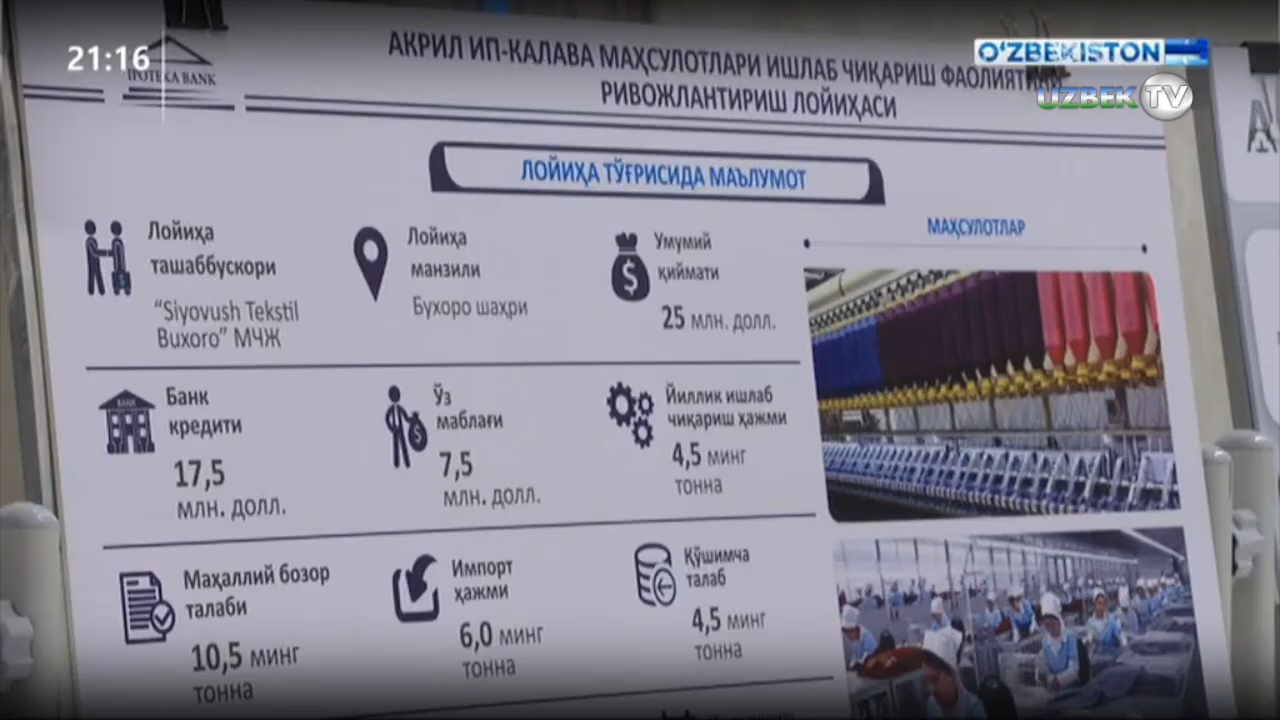 21:16
IPOTEKA BANK
O‘ZBEKISTON
UZBEK TV
АКРИЛ ИП-КАЛАВА МАҲСУЛОТЛАРИ ИШЛАБ ЧИҚАРИШ
РИВОЖЛАНТИРИШ ЛОЙИҲАСИ
ЛОЙИҲА ТЎҒРИСИДА МАЪЛУМОТ
Лойиҳа
ташаббускори
“Siyovush Tekstil
Buxoro” МЧЖ
Лойиҳа
манзили
Бухоро шаҳри
Умумий
қиймати
25 млн. долл.
МАҲСУЛОТЛАР
BANK
Банк
кредити
17,5
млн. долл.
Ўз
маблағи
7,5
млн. долл.
Йиллик ишлаб
чиқариш ҳажми
4,5 минг
тонна
Маҳаллий бозор
талаби
10,5 минг
тонна
Импорт
ҳажми
6,0 минг
тонна
Қўшимча
талаб
4,5 минг
тонна